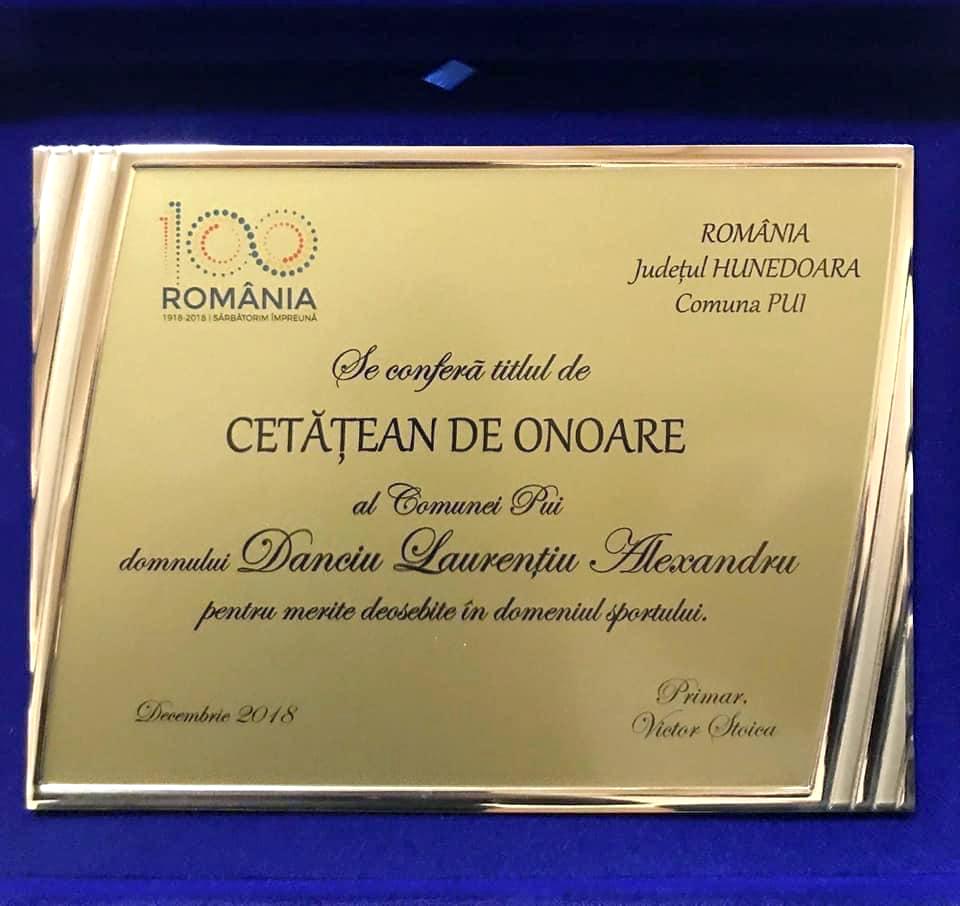 100
ROMÂNIA
1918-2018 | SĂRBĂTORIM ÎMPREUNĂ
ROMÂNIA
Județul HUNEDOARA
Comuna PUI
Se conferă titlul de
CETĂȚEAN DE ONOARE
al Comunei Pui
domnului Danciu Laurențiu Alexandru
pentru merite deosebite în domeniul sportului.
Decembrie 2018
Primar,
Victor Stoica